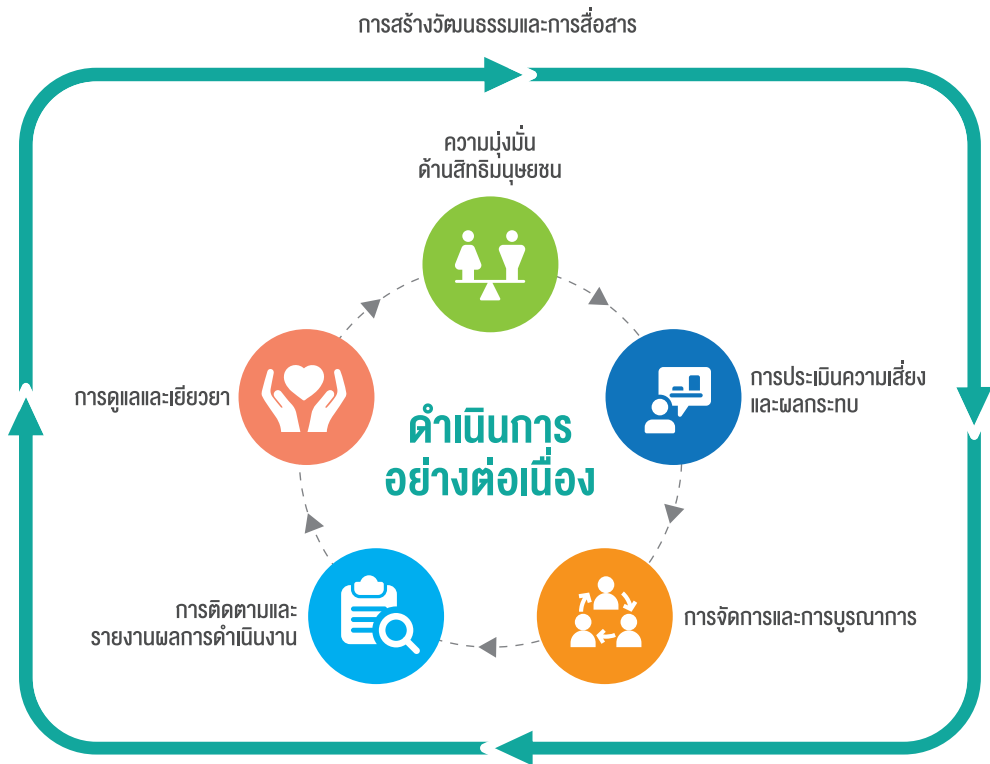 การสร้างวัฒนธรรมและการสื่อสาร
ความมุ่งมั่น
ด้านสิทธิมนุษยชน
การประเมินความเสี่ยง
และผลกระทบ
การจัดการและการบูรณาการ
การติดตามและ
รายงานผลการดำเนินงาน
การดูแลและเยียวยา
ดำเนินการ
อย่างต่อเนื่อง